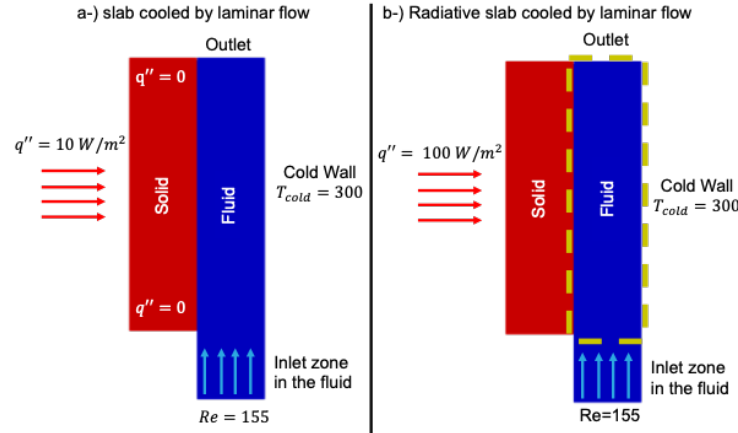 a-) slab cooled by laminar flow
Outlet
q'' = 0
q'' = 10 W/m²
Solid
Fluid
Cold Wall
T_cold = 300
q'' = 0
Inlet zone
in the fluid
Re = 155
b-) Radiative slab cooled by laminar flow
Outlet
q'' = 100 W/m²
Solid
Fluid
Cold Wall
T_cold = 300
Inlet zone
in the fluid
Re=155